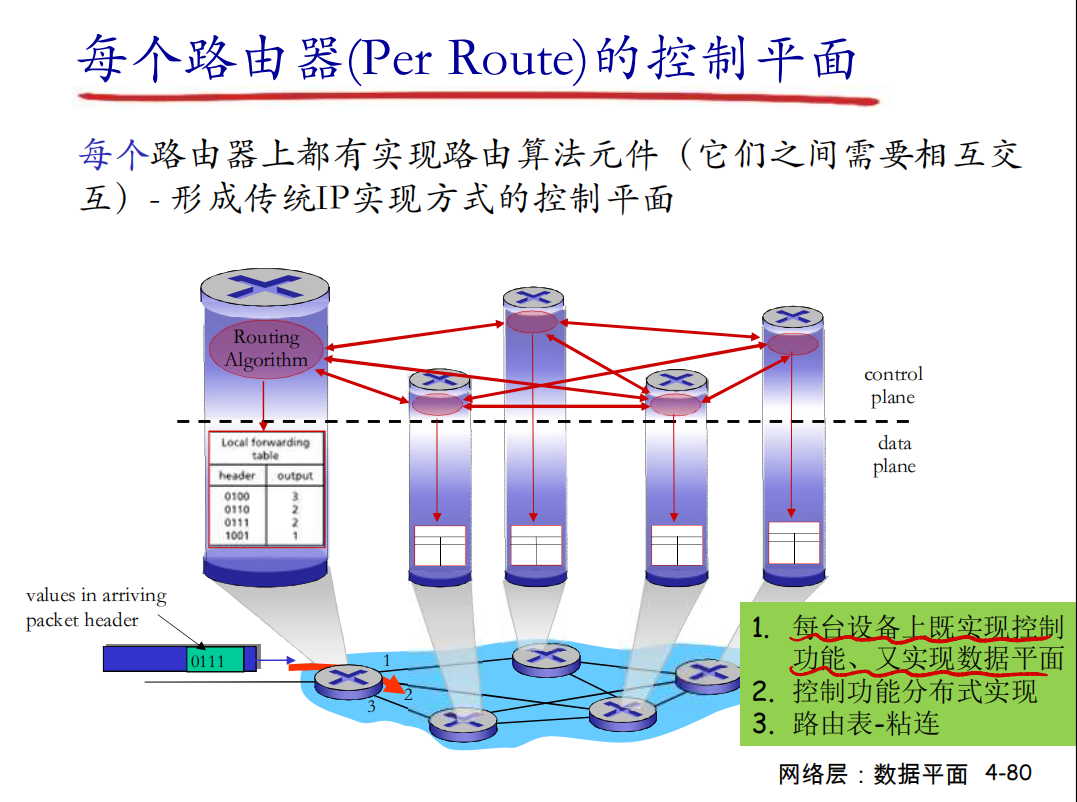 每个路由器(Per Route)的控制平面
每个路由器上都有实现路由算法元件（它们之间需要相互交
互）- 形成传统IP实现方式的控制平面
Routing
Algorithm
control
plane
data
plane
Local forwarding
table
header output
0100 3
0110 2
0111 2
1001 1
values in arriving
packet header
0111
1
2
3
1. 每台设备上既实现控制
功能、又实现数据平面
2. 控制功能分布式实现
3. 路由表-粘连
网络层：数据平面 4-80